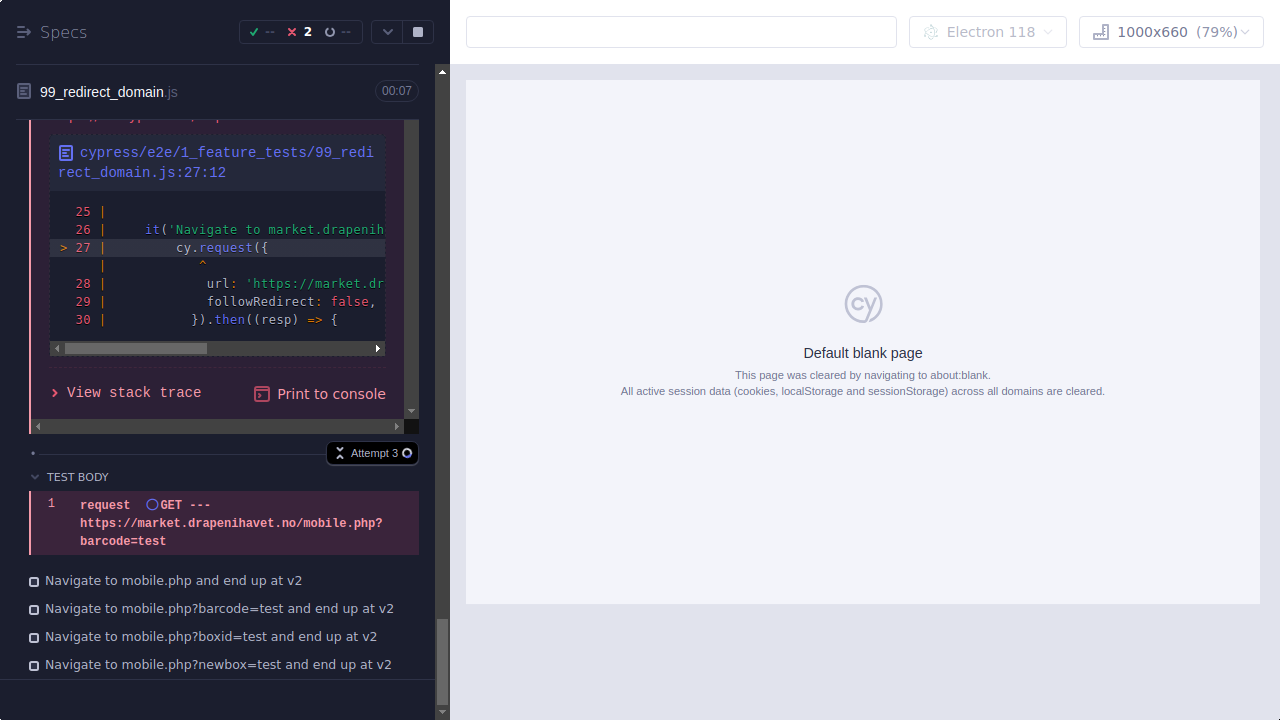 Specs
-- 2 --
Electron 118
1000x660 (79%)
99_redirect_domain.js
00:07
cypress/e2e/1_feature_tests/99_redi
rect_domain.js:27:12
25 |
26 | it('Navigate to market.drapenih
> 27 | cy.request({
| ^
28 | url: 'https://market.dr
29 | followRedirect: false,
30 | }).then((resp) => {
View stack trace
Print to console
Attempt 3
TEST BODY
1 request GET ---
https://market.drapenihavet.no/mobile.php?
barcode=test
Navigate to mobile.php and end up at v2
Navigate to mobile.php?barcode=test and end up at v2
Navigate to mobile.php?boxid=test and end up at v2
Navigate to mobile.php?newbox=test and end up at v2
cy
Default blank page
This page was cleared by navigating to about:blank.
All active session data (cookies, localStorage and sessionStorage) across all domains are cleared.